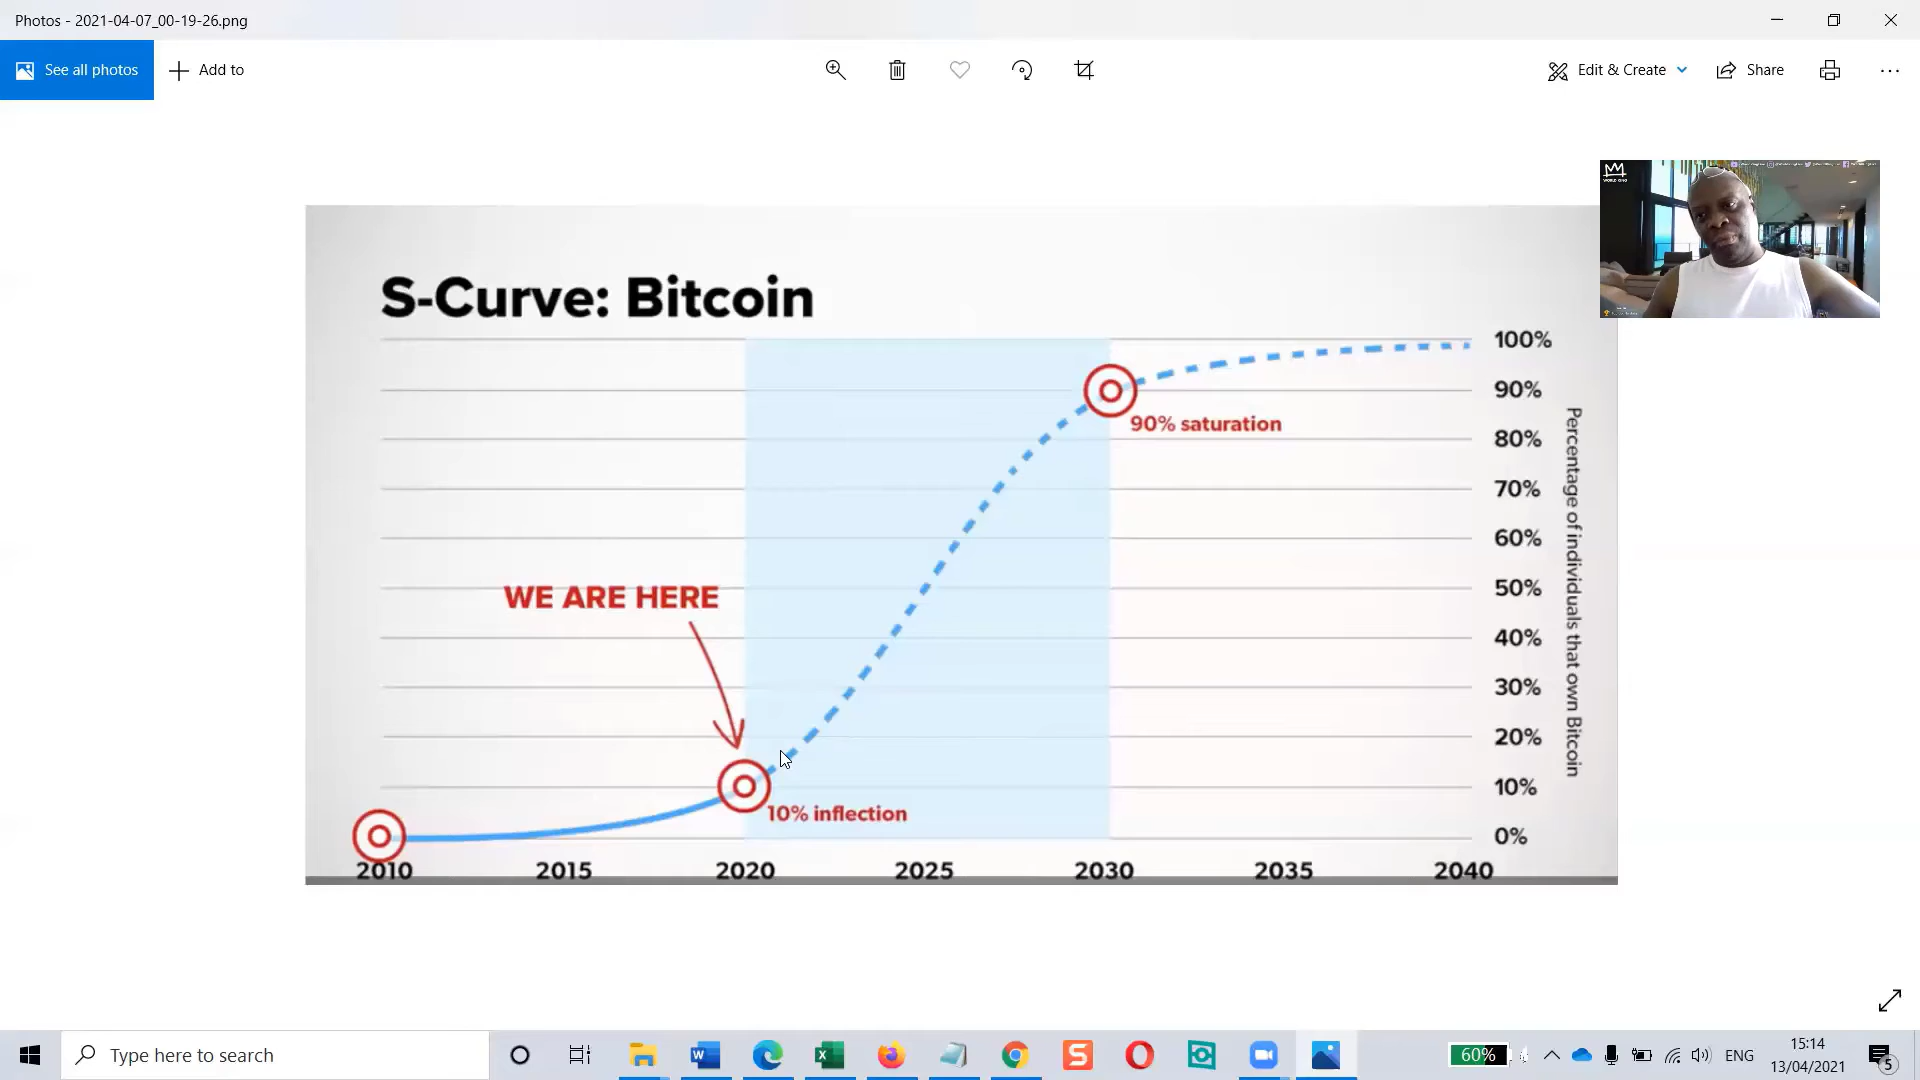 Photos - 2021-04-07_00-19-26.png
See all photos
Add to
Edit & Create
Share
WORLD KING
S-Curve: Bitcoin
100%
90%
90% saturation
80%
70%
60%
50%
40%
30%
20%
10%
0%
Percentage of individuals that own Bitcoin
WE ARE HERE
10% inflection
2010 2015 2020 2025 2030 2035 2040
Type here to search
60%
ENG
15:14
13/04/2021
5